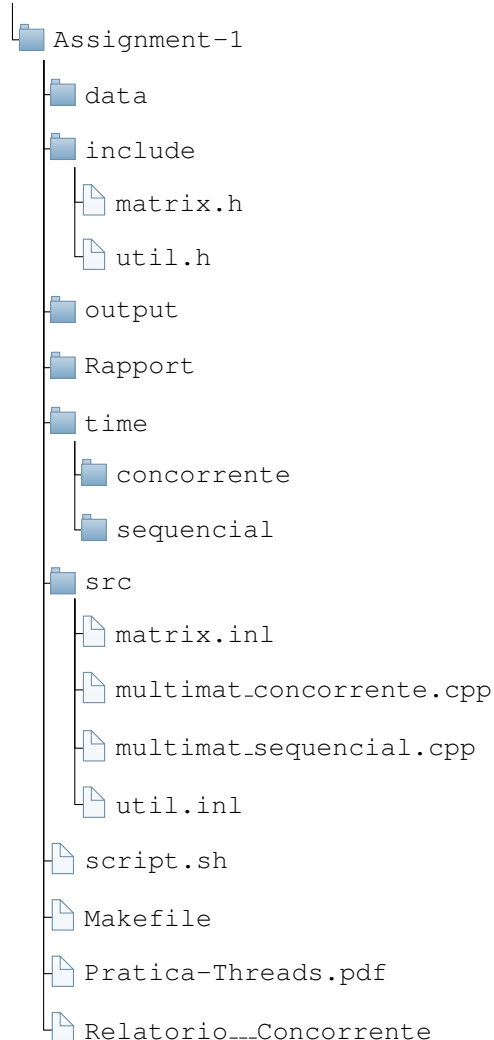 Assignment-1
data
include
matrix.h
util.h
output
Rapport
time
concorrente
sequencial
src
matrix.inl
multimat_concorrente.cpp
multimat_sequencial.cpp
util.inl
script.sh
Makefile
Pratica-Threads.pdf
Relatorio___Concorrente